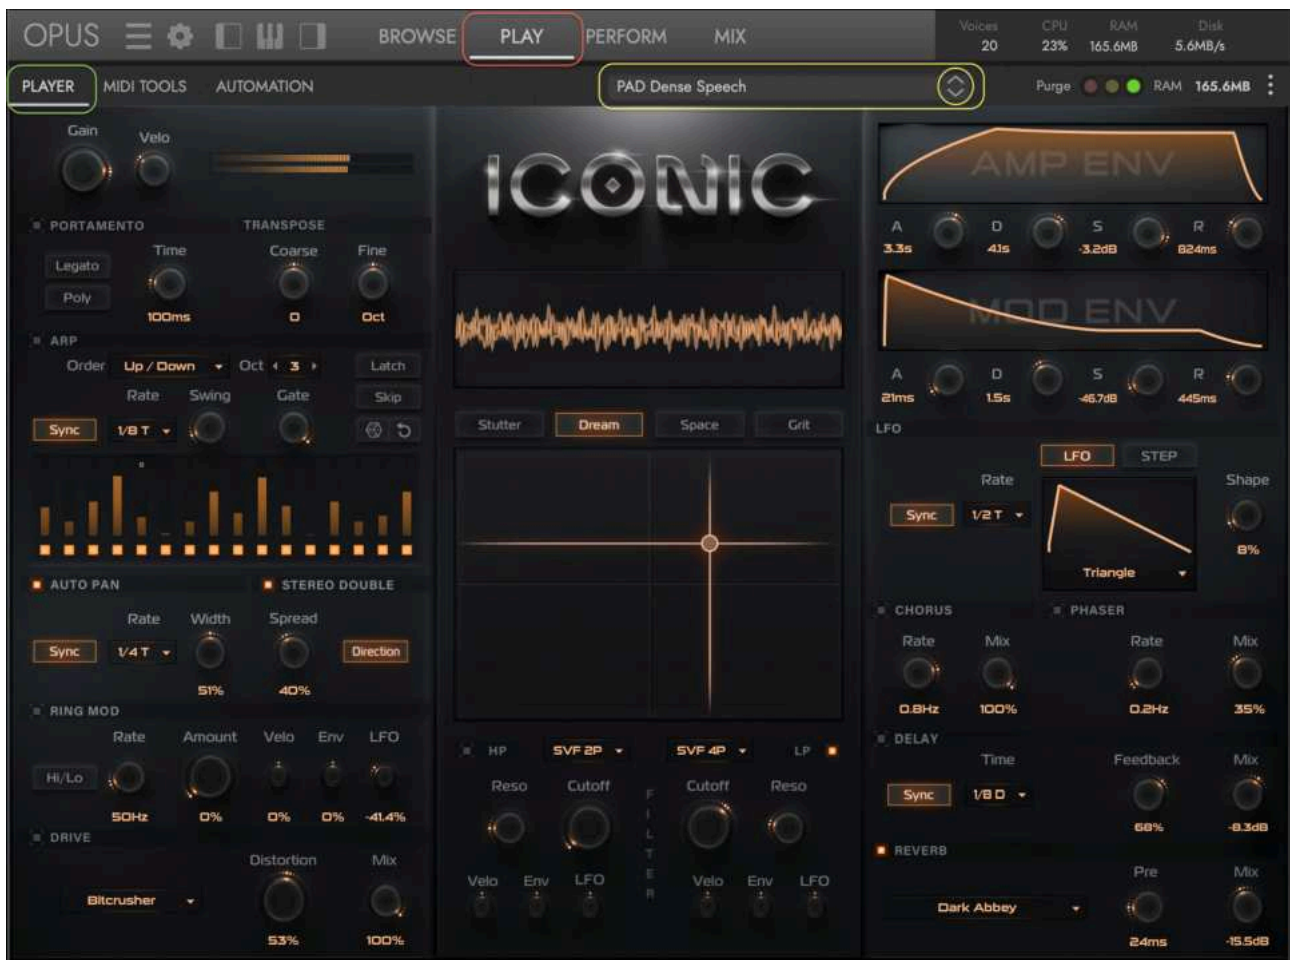 OPUS BROWSE PLAY PERFORM MIX
Voices CPU RAM Disk
20 23% 165.6MB 5.6MB/s
PLAYER MIDI TOOLS AUTOMATION PAD Dense Speech Purge RAM 165.6MB
Gain Velo
PORTAMENTO TRANSPOSE
Time Coarse Fine
Legato
Poly
100ms 0 Oct
ARP
Order Up / Down Oct 3 Latch
Rate Swing Gate Skip
Sync 1/8 T
AUTO PAN STEREO DOUBLE
Rate Width Spread
Sync 1/4 T Direction
51% 40%
RING MOD
Rate Amount Velo Env LFO
Hi/Lo
50Hz 0% 0% 0% -41.4%
DRIVE
Distortion Mix
Bitcrusher
53% 100%
ICONIC
Stutter Dream Space Grit
HP SVF 2P SVF 4P LP
Reso Cutoff Cutoff Reso
FILTER
Velo Env LFO Velo Env LFO
AMP ENV
A D S R
3.3s 4.1s -3.2dB 824ms
MOD ENV
A D S R
21ms 1.5s -46.7dB 445ms
LFO
LFO STEP
Rate Shape
Sync 1/2 T
8%
Triangle
CHORUS PHASER
Rate Mix Rate Mix
0.8Hz 100% 0.2Hz 35%
DELAY
Time Feedback Mix
Sync 1/8 D
68% -8.3dB
REVERB
Pre Mix
Dark Abbey
24ms -15.5dB